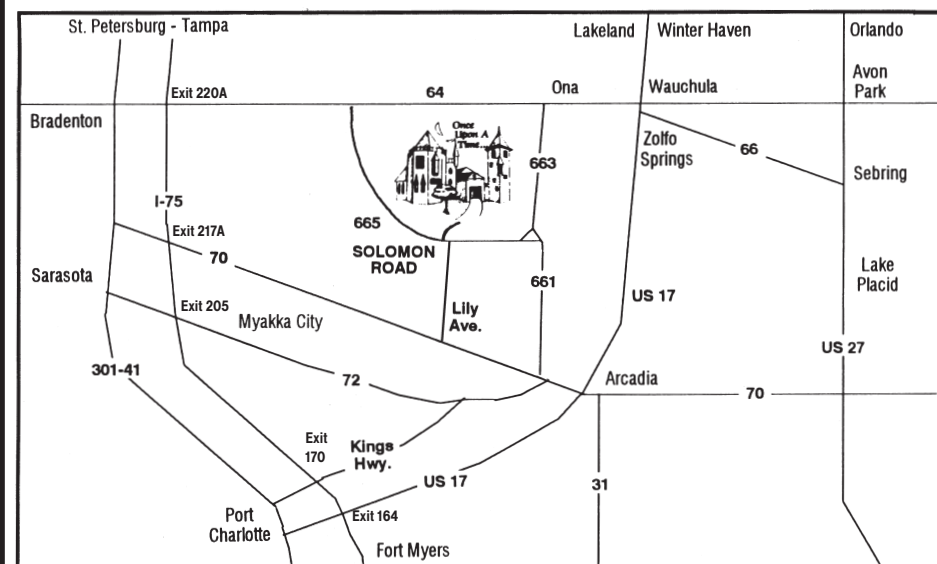 St. Petersburg - Tampa
Lakeland
Winter Haven
Orlando
Exit 220A
64
Ona
Wauchula
Avon
Park
Bradenton
Once
Upon A
Time
Zolfo
Springs
66
663
Sebring
I-75
665
Exit 217A
70
SOLOMON
ROAD
Sarasota
661
Lake
Placid
US 17
Exit 205
Myakka City
Lily
Ave.
US 27
301-41
72
Arcadia
70
Exit
170
Kings
Hwy.
US 17
31
Port
Charlotte
Exit 164
Fort Myers